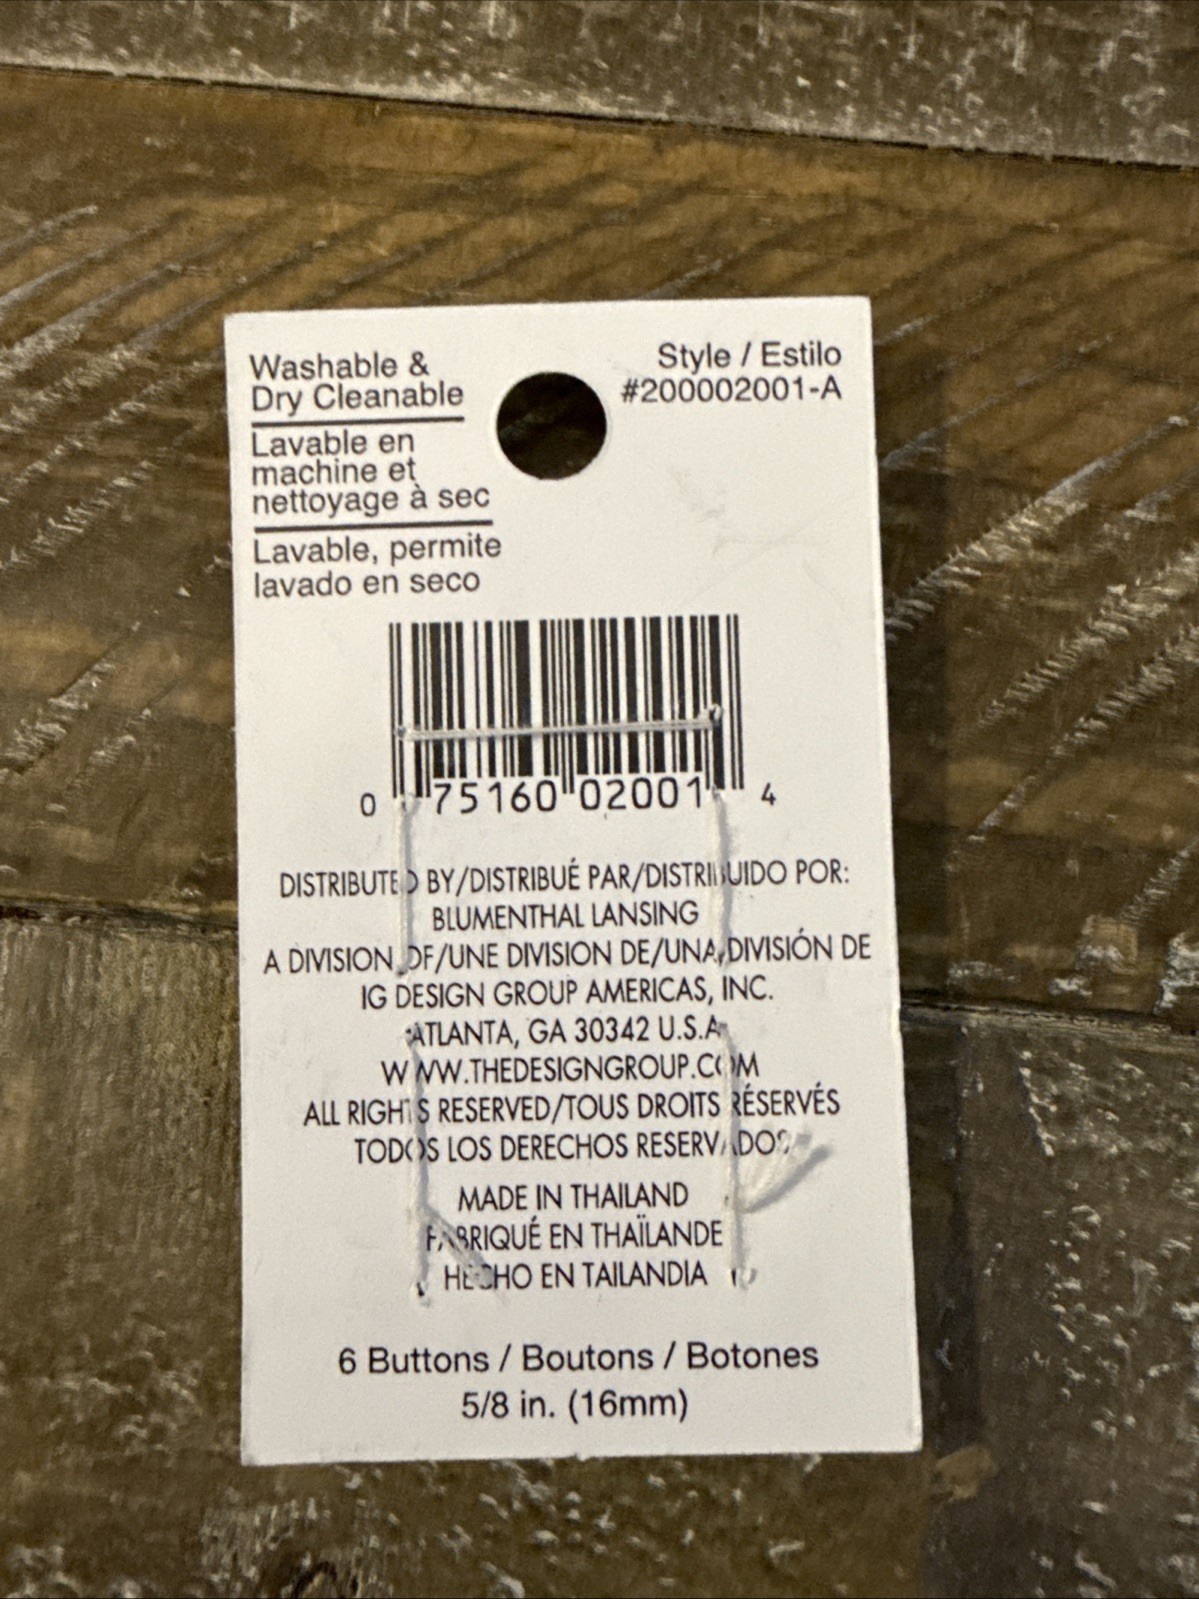 Washable &
Dry Cleanable
Lavable en
machine et
nettoyage à sec
Lavable, permite
lavado en seco
Style / Estilo
#200002001-A
0 75160 02001 4
DISTRIBUTED BY/DISTRIBUÉ PAR/DISTRIBUIDO POR:
BLUMENTHAL LANSING
A DIVISION OF/UNE DIVISION DE/UNA DIVISIÓN DE
IG DESIGN GROUP AMERICAS, INC.
ATLANTA, GA 30342 U.S.A.
WWW.THEDESIGNGROUP.COM
ALL RIGHTS RESERVED/TOUS DROITS RÉSERVÉS
TODOS LOS DERECHOS RESERVADOS
MADE IN THAILAND
FABRIQUÉ EN THAÏLANDE
HECHO EN TAILANDIA
6 Buttons / Boutons / Botones
5/8 in. (16mm)